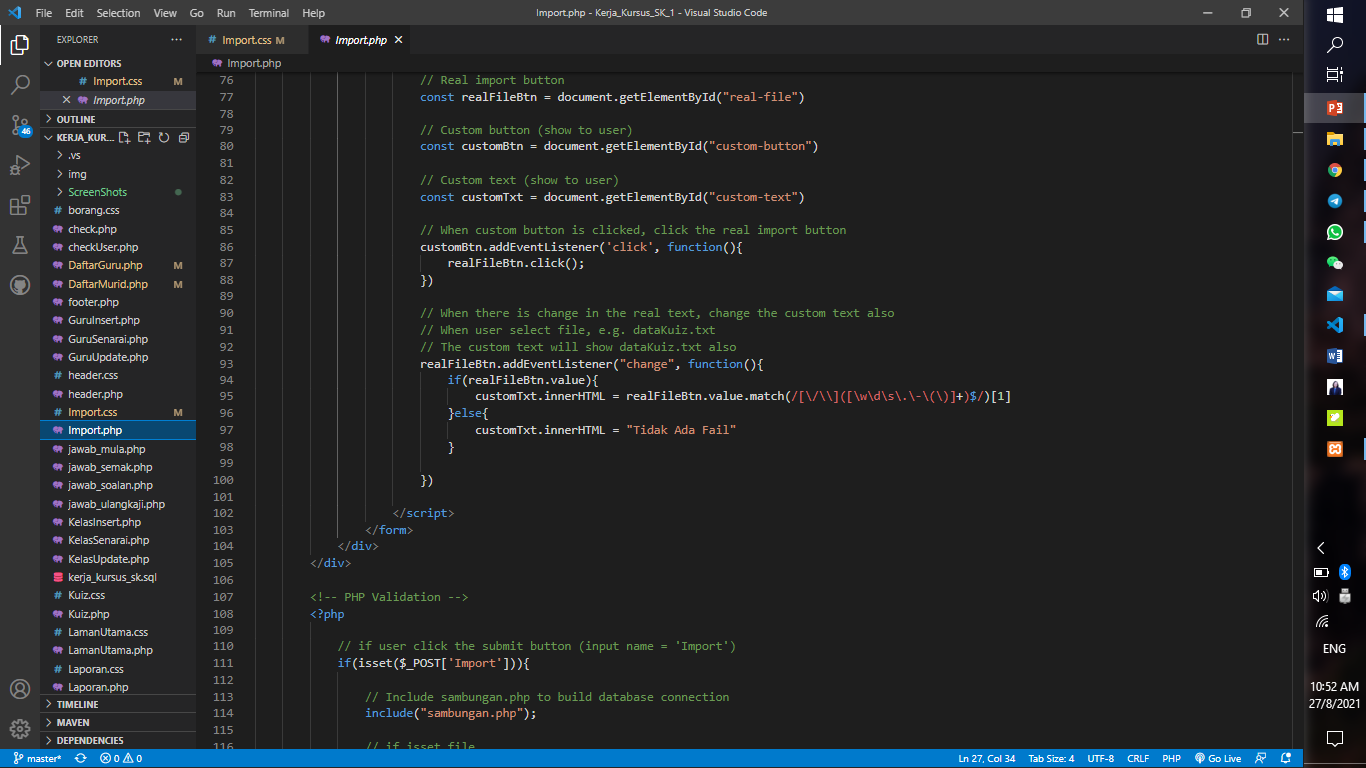 File Edit Selection View Go Run Terminal Help
Import.php - Kerja_Kursus_SK_1 - Visual Studio Code
EXPLORER
OPEN EDITORS
# Import.css M
Import.php
OUTLINE
KERJA_KUR...
.vs
img
ScreenShots
# borang.css
check.php
checkUser.php
DaftarGuru.php M
DaftarMurid.php M
footer.php
GuruInsert.php
GuruSenarai.php
GuruUpdate.php
# header.css
header.php
# Import.css M
Import.php
jawab_mula.php
jawab_semak.php
jawab_soalan.php
jawab_ulangkaji.php
KelasInsert.php
KelasSenarai.php
KelasUpdate.php
kerja_kursus_sk.sql
# Kuiz.css
Kuiz.php
# LamanUtama.css
LamanUtama.php
# Laporan.css
Laporan.php
TIMELINE
MAVEN
DEPENDENCIES
46
# Import.css M
Import.php
Import.php
76 // Real import button
77 const realFileBtn = document.getElementById("real-file")
78
79 // Custom button (show to user)
80 const customBtn = document.getElementById("custom-button")
81
82 // Custom text (show to user)
83 const customTxt = document.getElementById("custom-text")
84
85 // When custom button is clicked, click the real import button
86 customBtn.addEventListener('click', function(){
87 realFileBtn.click();
88 })
89
90 // When there is change in the real text, change the custom text also
91 // When user select file, e.g. dataKuiz.txt
92 // The custom text will show dataKuiz.txt also
93 realFileBtn.addEventListener("change", function(){
94 if(realFileBtn.value){
95 customTxt.innerHTML = realFileBtn.value.match(/[\/\\]([\w\d\s\.\-\(\)]+)$/)[1]
96 }else{
97 customTxt.innerHTML = "Tidak Ada Fail"
98 }
99
100 })
101
102 </script>
103 </form>
104 </div>
105 </div>
106
107 <!-- PHP Validation -->
108 <?php
109
110 // if user click the submit button (input name = 'Import')
111 if(isset($_POST['Import'])){
112
113 // Include sambungan.php to build database connection
114 include("sambungan.php");
115
116 // if isset file
master* 0 0
Ln 27, Col 34 Tab Size: 4 UTF-8 CRLF PHP Go Live
ENG
10:52 AM
27/8/2021